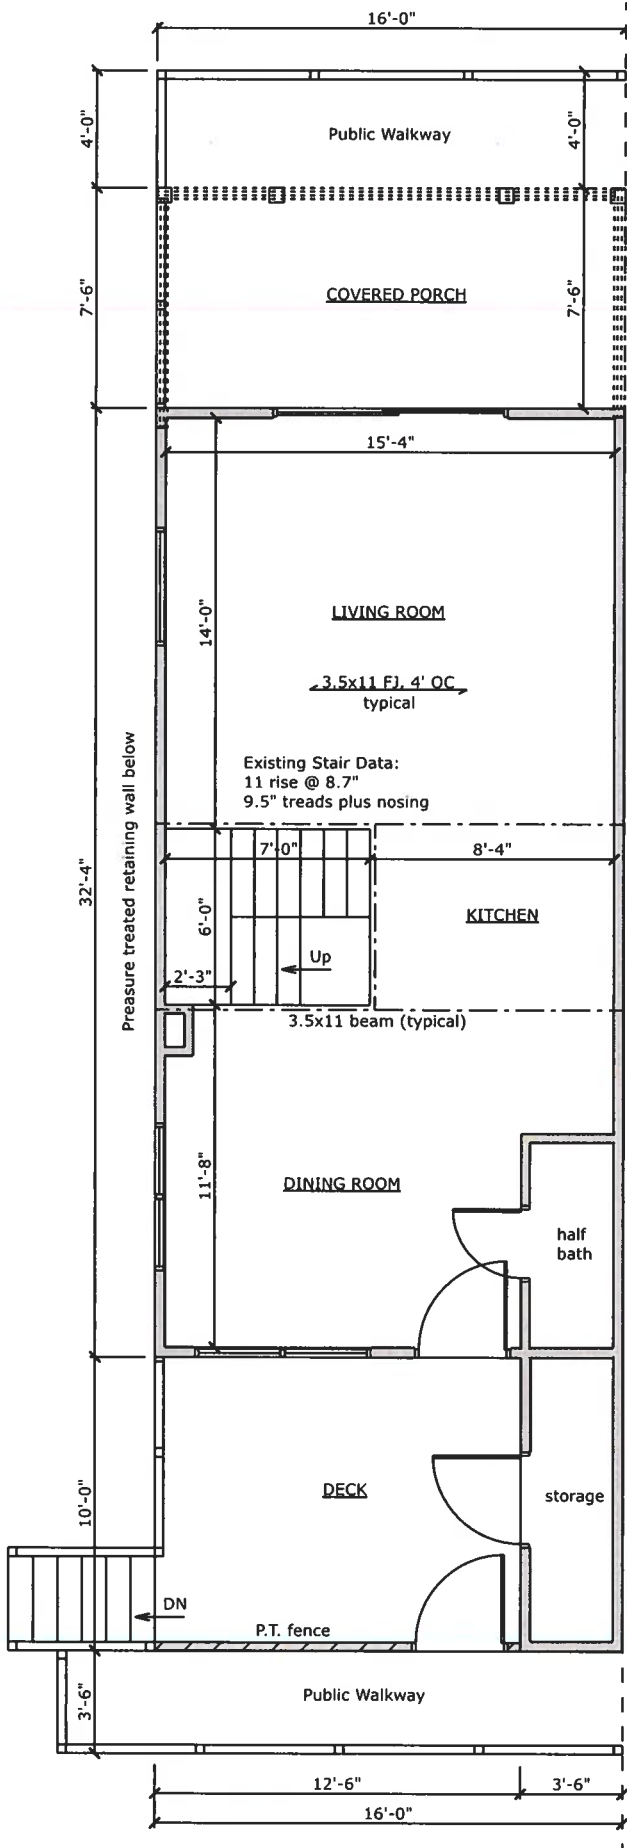 16'-0"
4'-0"
Public Walkway
4'-0"
7'-6"
COVERED PORCH
7'-6"
15'-4"
14'-0"
LIVING ROOM
3.5x11 FJ, 4' OC
typical
Existing Stair Data:
11 rise @ 8.7"
9.5" treads plus nosing
Preasure treated retaining wall below
32'-4"
7'-0"
8'-4"
6'-0"
KITCHEN
Up
2'-3"
3.5x11 beam (typical)
11'-8"
DINING ROOM
half
bath
10'-0"
DECK
storage
DN
P.T. fence
3'-6"
Public Walkway
12'-6"
3'-6"
16'-0"